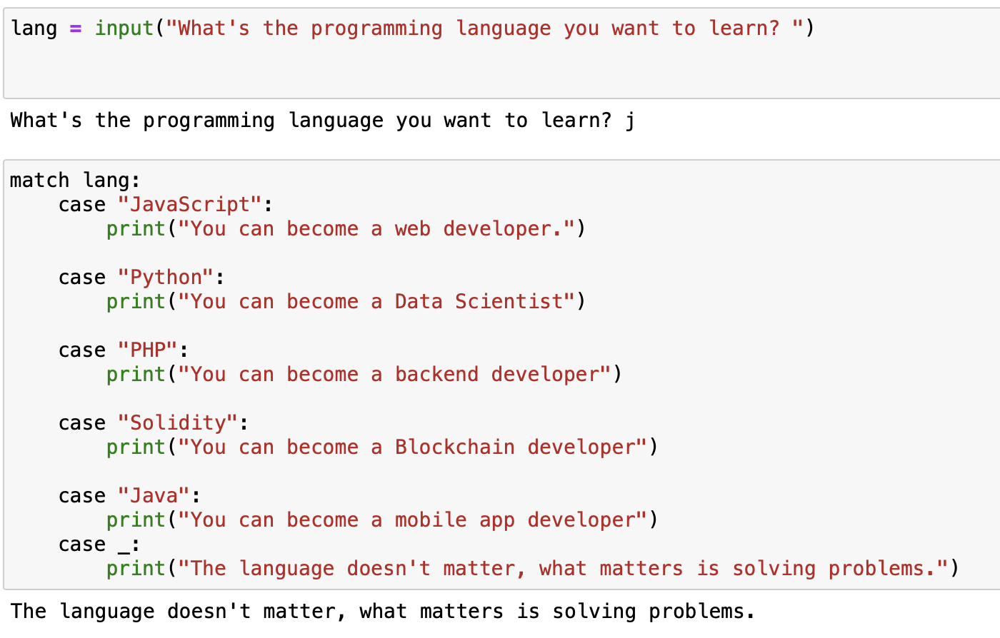 lang = input("What's the programming language you want to learn? ")
What's the programming language you want to learn? j
match lang:
    case "JavaScript":
        print("You can become a web developer.")
    case "Python":
        print("You can become a Data Scientist")
    case "PHP":
        print("You can become a backend developer")
    case "Solidity":
        print("You can become a Blockchain developer")
    case "Java":
        print("You can become a mobile app developer")
    case _:
        print("The language doesn't matter, what matters is solving problems.")
The language doesn't matter, what matters is solving problems.